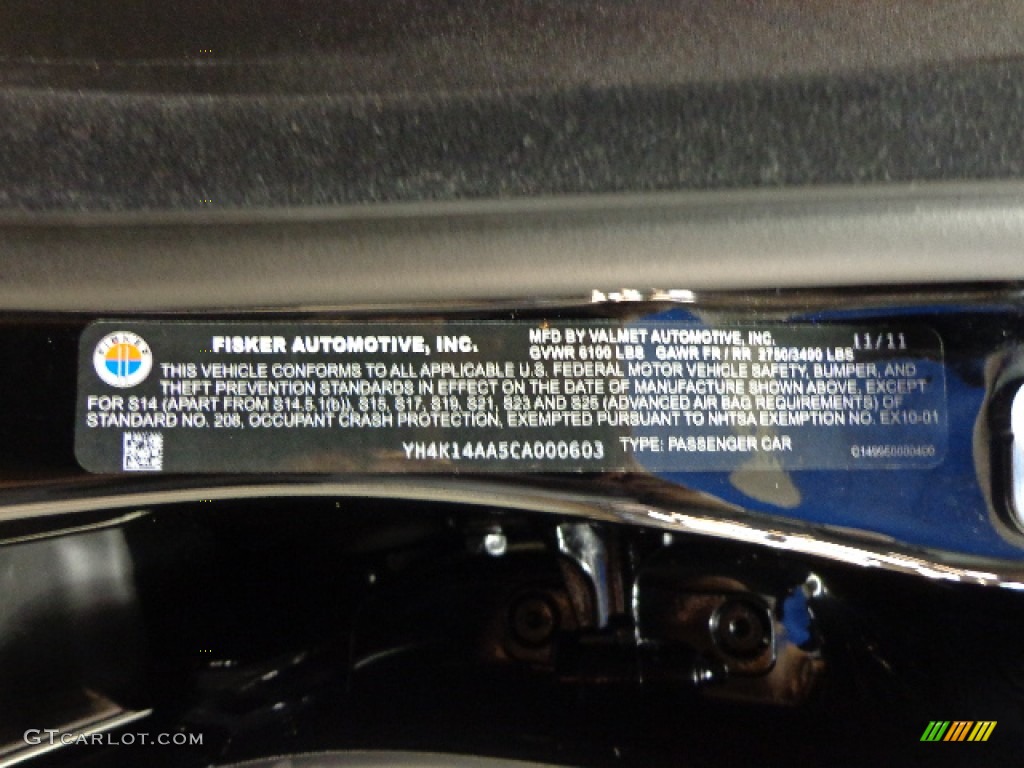 FISKER
FISKER AUTOMOTIVE, INC.
MFD BY VALMET AUTOMOTIVE, INC. 11/11
GVWR 6100 LBS GAWR FR / RR 2750/3400 LBS
THIS VEHICLE CONFORMS TO ALL APPLICABLE U.S. FEDERAL MOTOR VEHICLE SAFETY, BUMPER, AND
THEFT PREVENTION STANDARDS IN EFFECT ON THE DATE OF MANUFACTURE SHOWN ABOVE, EXCEPT
FOR S14 (APART FROM S14.5.1(b)), S15, S17, S19, S21, S23 AND S25 (ADVANCED AIR BAG REQUIREMENTS) OF
STANDARD NO. 208, OCCUPANT CRASH PROTECTION, EXEMPTED PURSUANT TO NHTSA EXEMPTION NO. EX10-01
YH4K14AA5CA000603 TYPE: PASSENGER CAR
GTCARLOT.COM